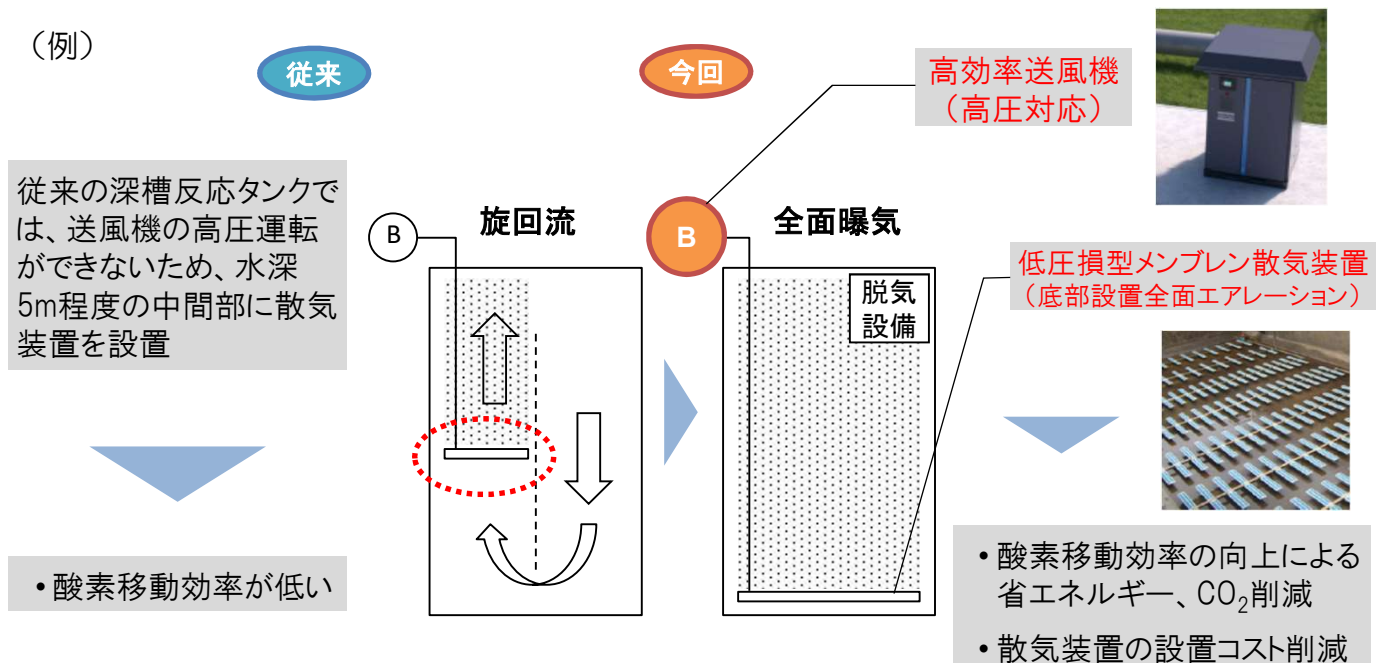 （例）
従来
今回
高効率送風機
（高圧対応）
従来の深槽反応タンクで
は、送風機の高圧運転
ができないため、水深
5m程度の中間部に散気
装置を設置
B
旋回流
B
全面曝気
脱気
設備
低圧損型メンブレン散気装置
（底部設置全面エアレーション）
•酸素移動効率が低い
•酸素移動効率の向上による
省エネルギー、CO₂削減
•散気装置の設置コスト削減